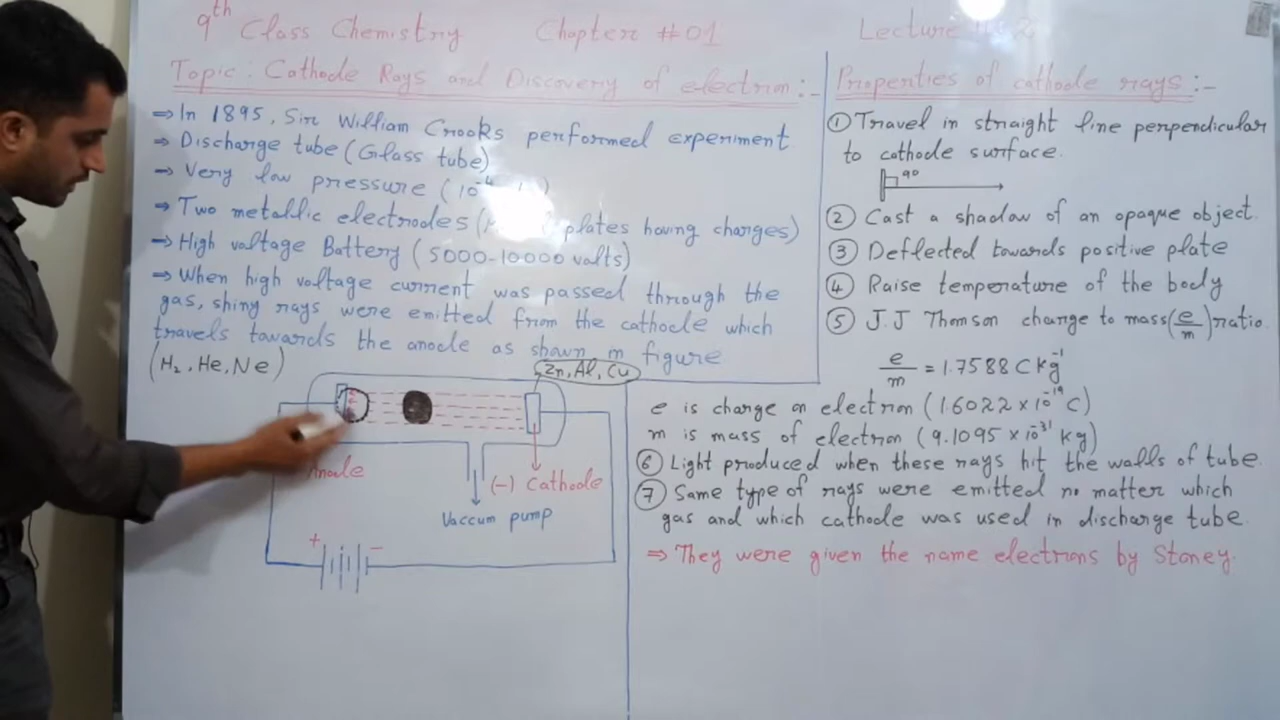 9th Class Chemistry Chapter #01 Lecture # 2
Topic: Cathode Rays and Discovery of electron:-
⇒ In 1895, Sir William Crooks performed experiment
⇒ Discharge tube (Glass tube)
⇒ Very low pressure (10⁻⁴
⇒ Two metallic electrodes ( plates having charges)
⇒ High voltage Battery (5000-10000 volts)
⇒ When high voltage current was passed through the
gas, shiny rays were emitted from the cathode which
travels towards the anode as shown in figure
(H₂, He, Ne)
Zn, Al, Cu
Anode
(-) Cathode
Vaccum pump
+ -
Properties of cathode rays:-
① Travel in straight line perpendicular
to cathode surface.
90
② Cast a shadow of an opaque object.
③ Deflected towards positive plate
④ Raise temperature of the body
⑤ J.J Thomson change to mass (e/m) ratio.
e/m = 1.7588 C kg⁻¹
e is charge on electron (1.6022 × 10⁻¹⁹ C)
m is mass of electron (9.1095 × 10⁻³¹ kg)
⑥ Light produced when these rays hit the walls of tube.
⑦ Same type of rays were emitted no matter which
gas and which cathode was used in discharge tube.
⇒ They were given the name electrons by Stoney.